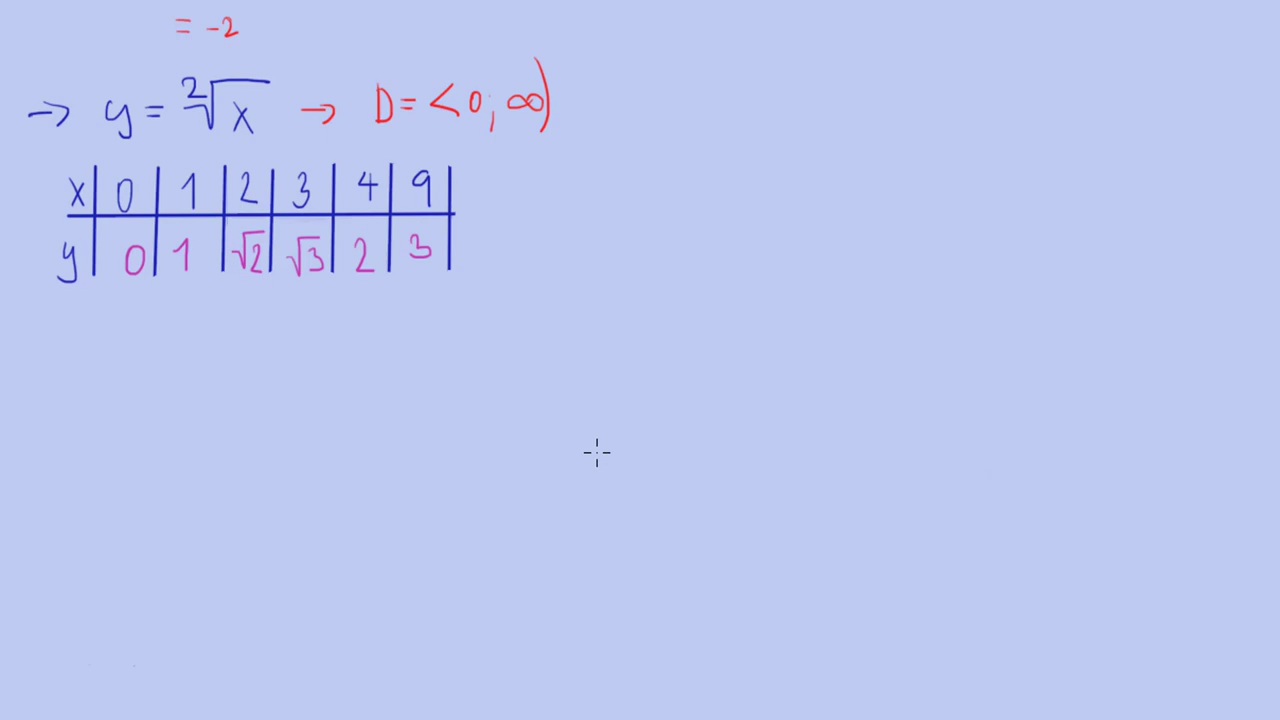 = -2
→ y = ²√x → D = <0; ∞)
x | 0 | 1 | 2 | 3 | 4 | 9 |
y | 0 | 1 | √2 | √3 | 2 | 3 |